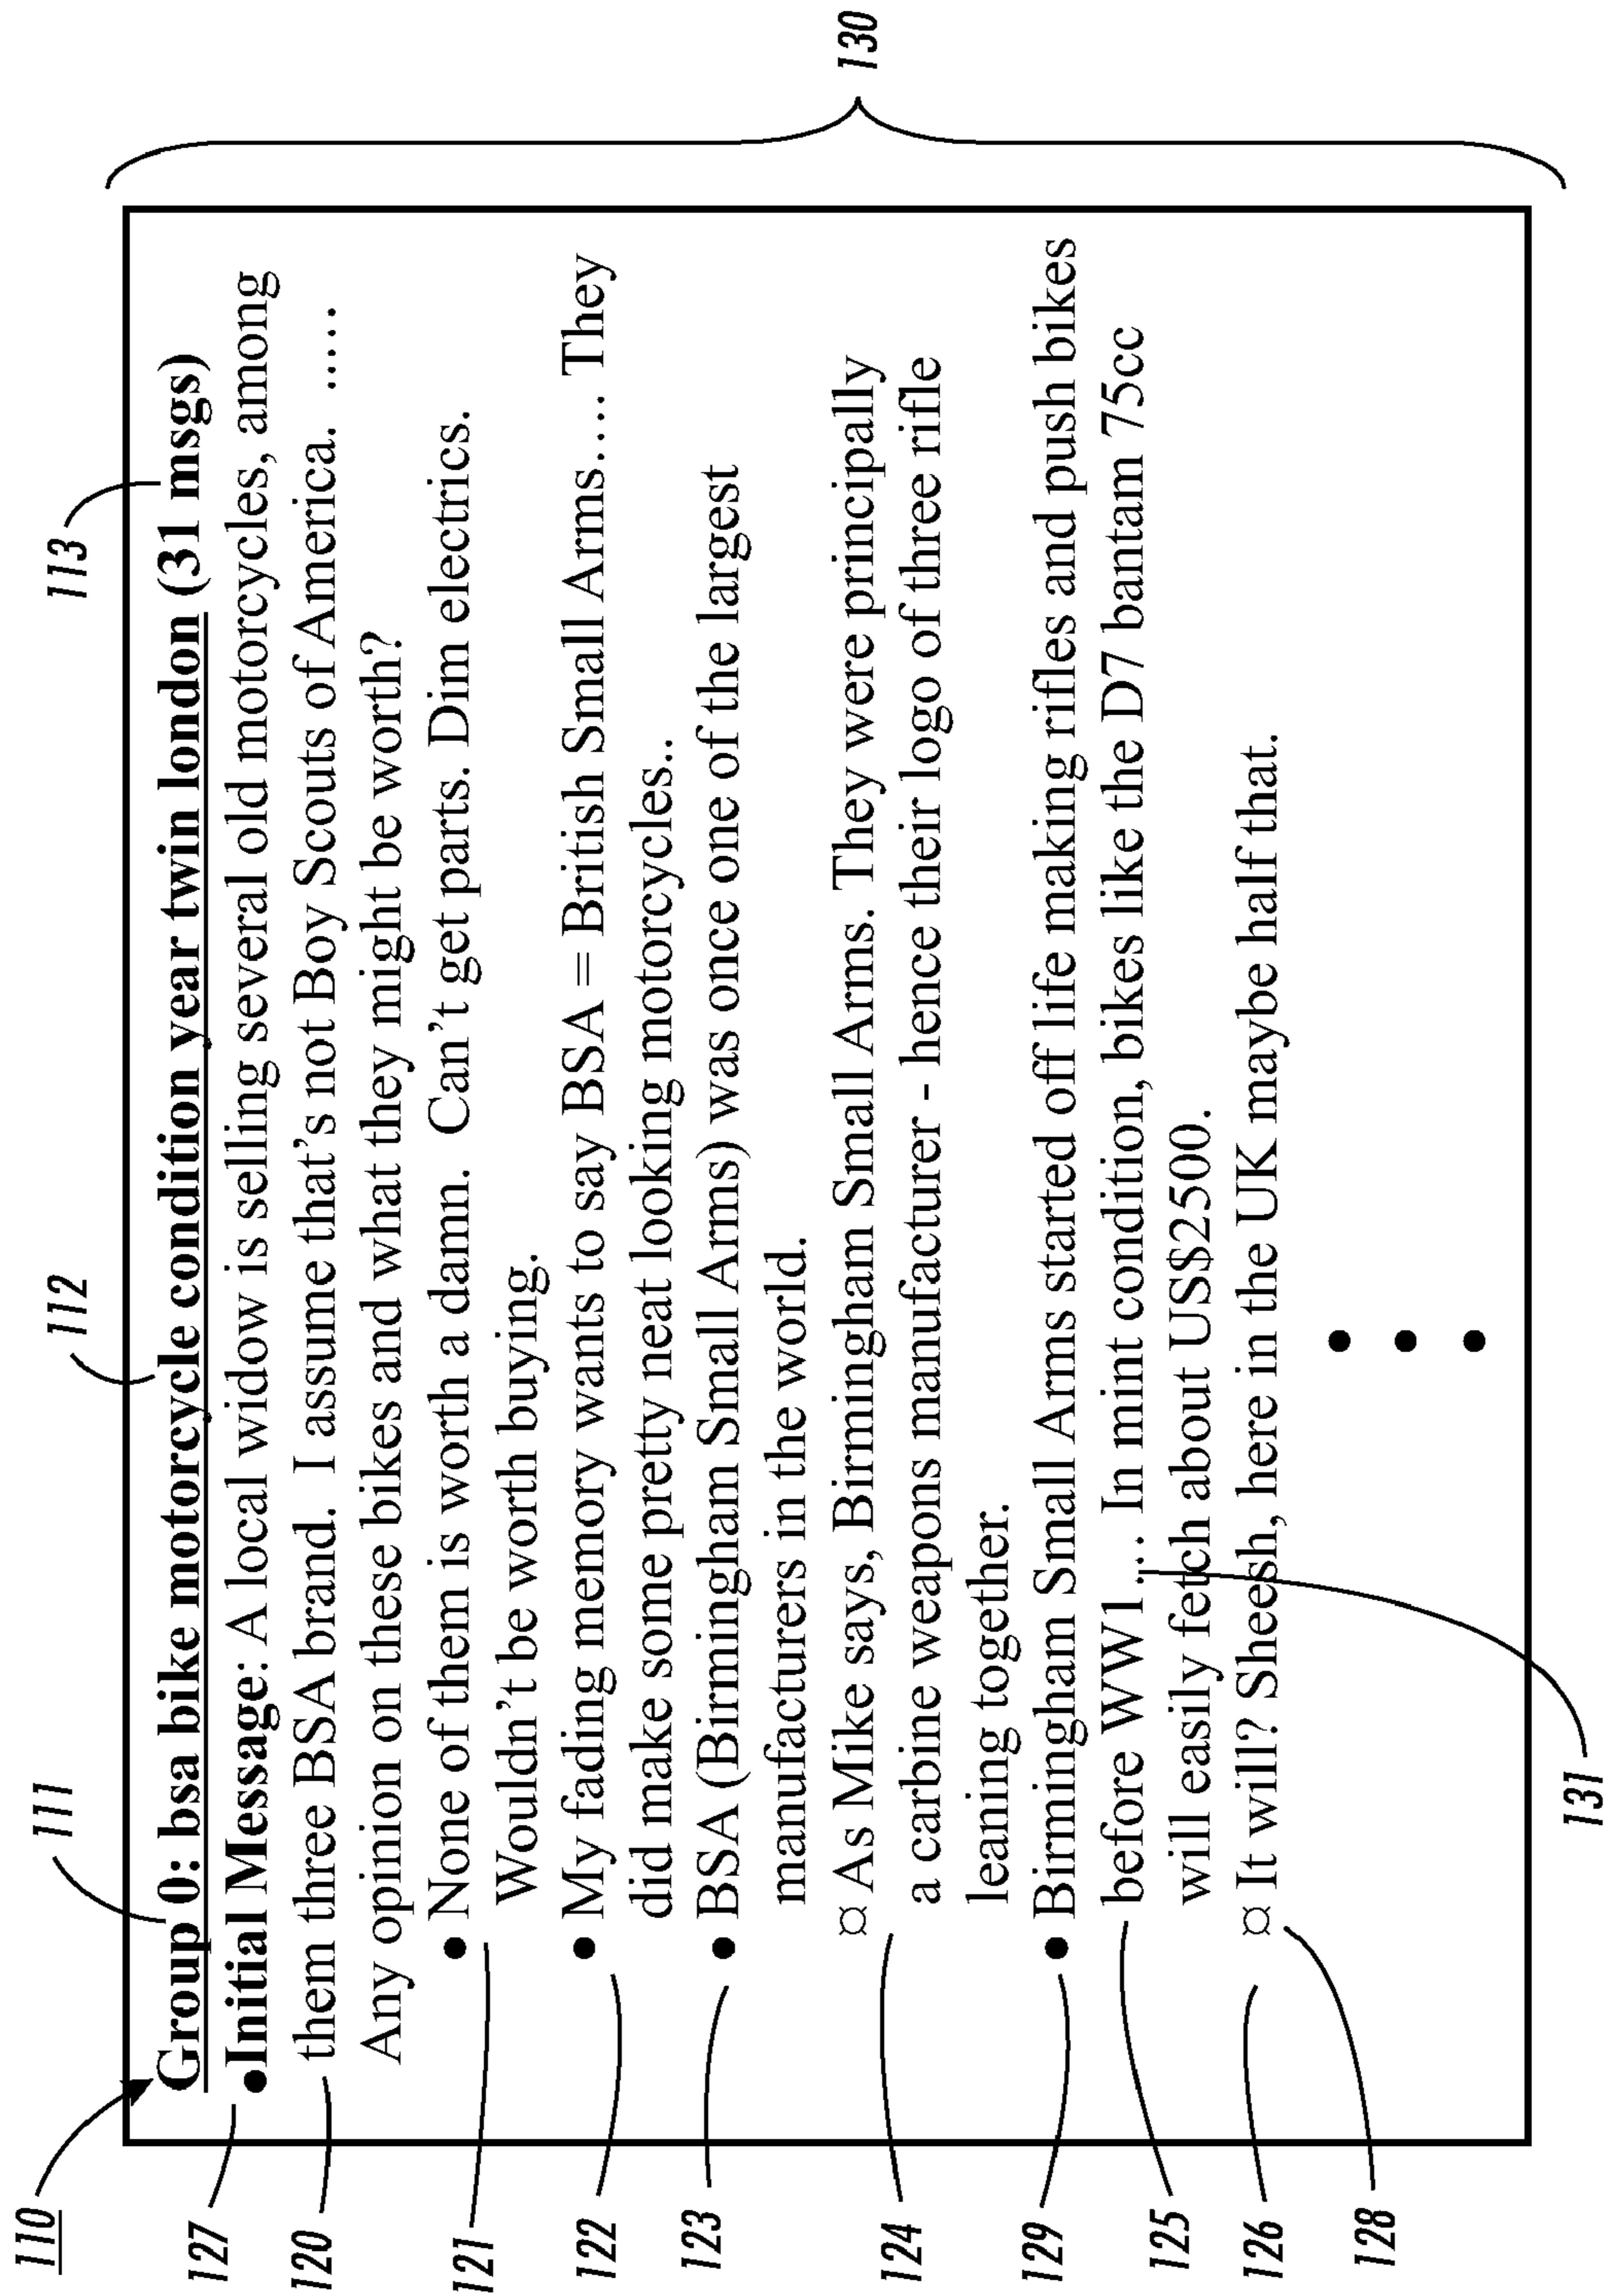 110
111
112
113
Group 0: bsa bike motorcycle condition year twin london (31 msgs)
127
•Initial Message: A local widow is selling several old motorcycles, among
120
them three BSA brand. I assume that's not Boy Scouts of America. .....
Any opinion on these bikes and what they might be worth?
121
• None of them is worth a damn. Can't get parts. Dim electrics.
Wouldn't be worth buying.
122
• My fading memory wants to say BSA = British Small Arms.... They
did make some pretty neat looking motorcycles..
123
• BSA (Birmingham Small Arms) was once one of the largest
manufacturers in the world.
124
¤ As Mike says, Birmingham Small Arms. They were principally
a carbine weapons manufacturer - hence their logo of three rifle
leaning together.
129
• Birmingham Small Arms started off life making rifles and push bikes
125
before WW1... In mint condition, bikes like the D7 bantam 75cc
will easily fetch about US$2500.
126
¤ It will? Sheesh, here in the UK maybe half that.
128
•
•
•
131
130